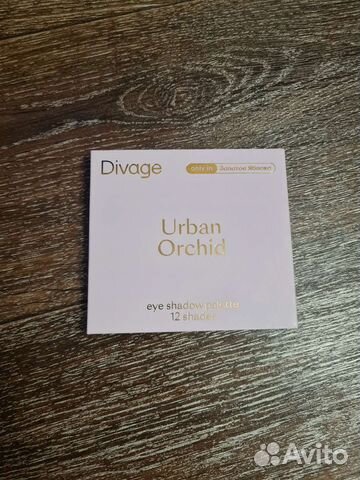 Divage
only in Золотое Яблоко
Urban
Orchid
eye shadow palette
12 shades
Avito